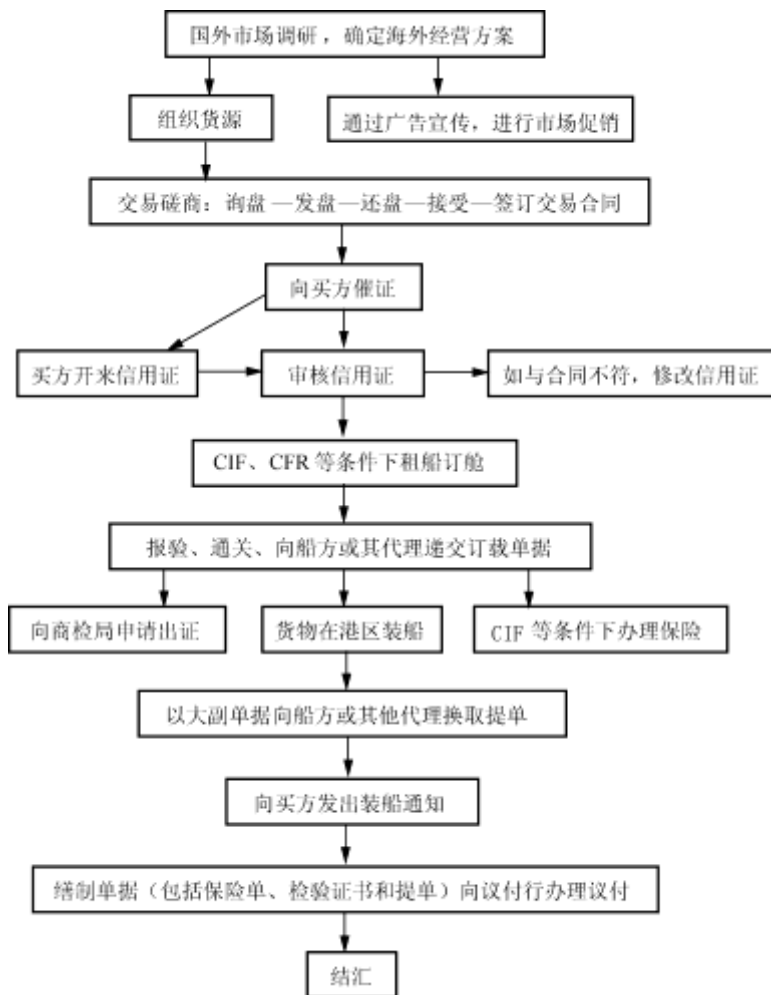 国外市场调研，确定海外经营方案
组织货源
通过广告宣传，进行市场促销
交易磋商：询盘—发盘—还盘—接受—签订交易合同
向买方催证
买方开来信用证
审核信用证
如与合同不符，修改信用证
CIF、CFR 等条件下租船订舱
报验、通关、向船方或其代理递交订载单据
向商检局申请出证
货物在港区装船
CIF 等条件下办理保险
以大副单据向船方或其他代理换取提单
向买方发出装船通知
缮制单据（包括保险单、检验证书和提单）向议付行办理议付
结汇